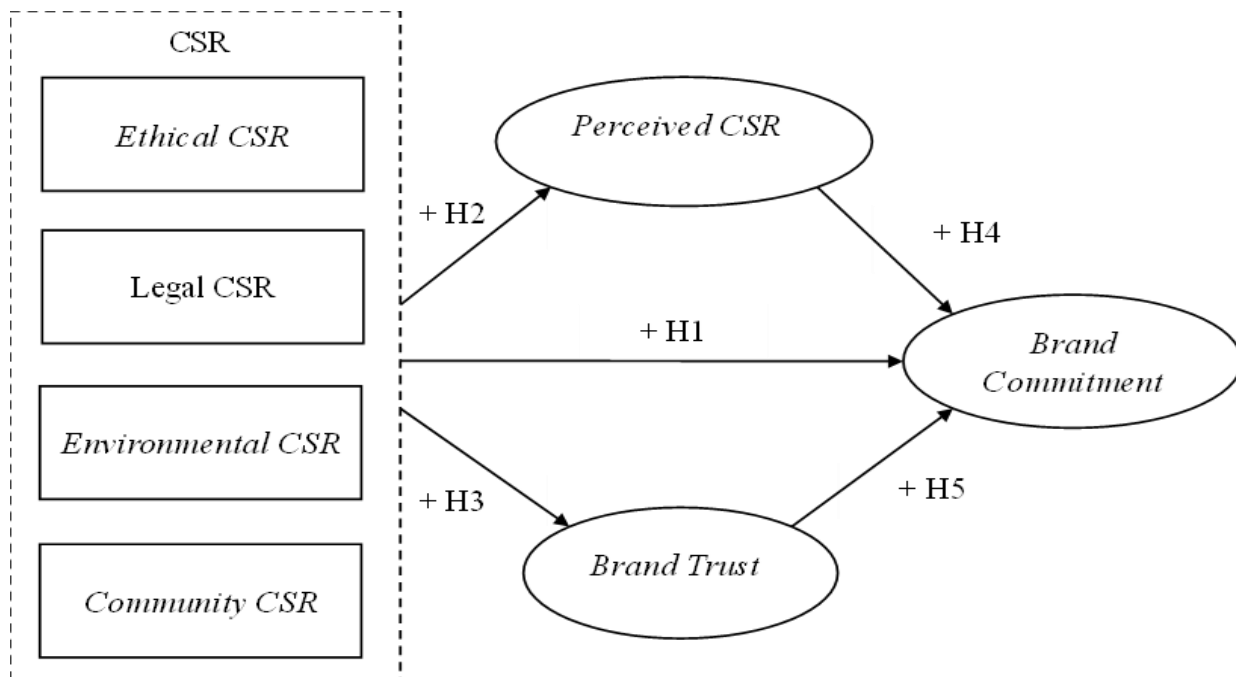 CSR
Ethical CSR
Legal CSR
Environmental CSR
Community CSR
+ H2
+ H3
+ H1
Perceived CSR
Brand Trust
+ H4
+ H5
Brand
Commitment